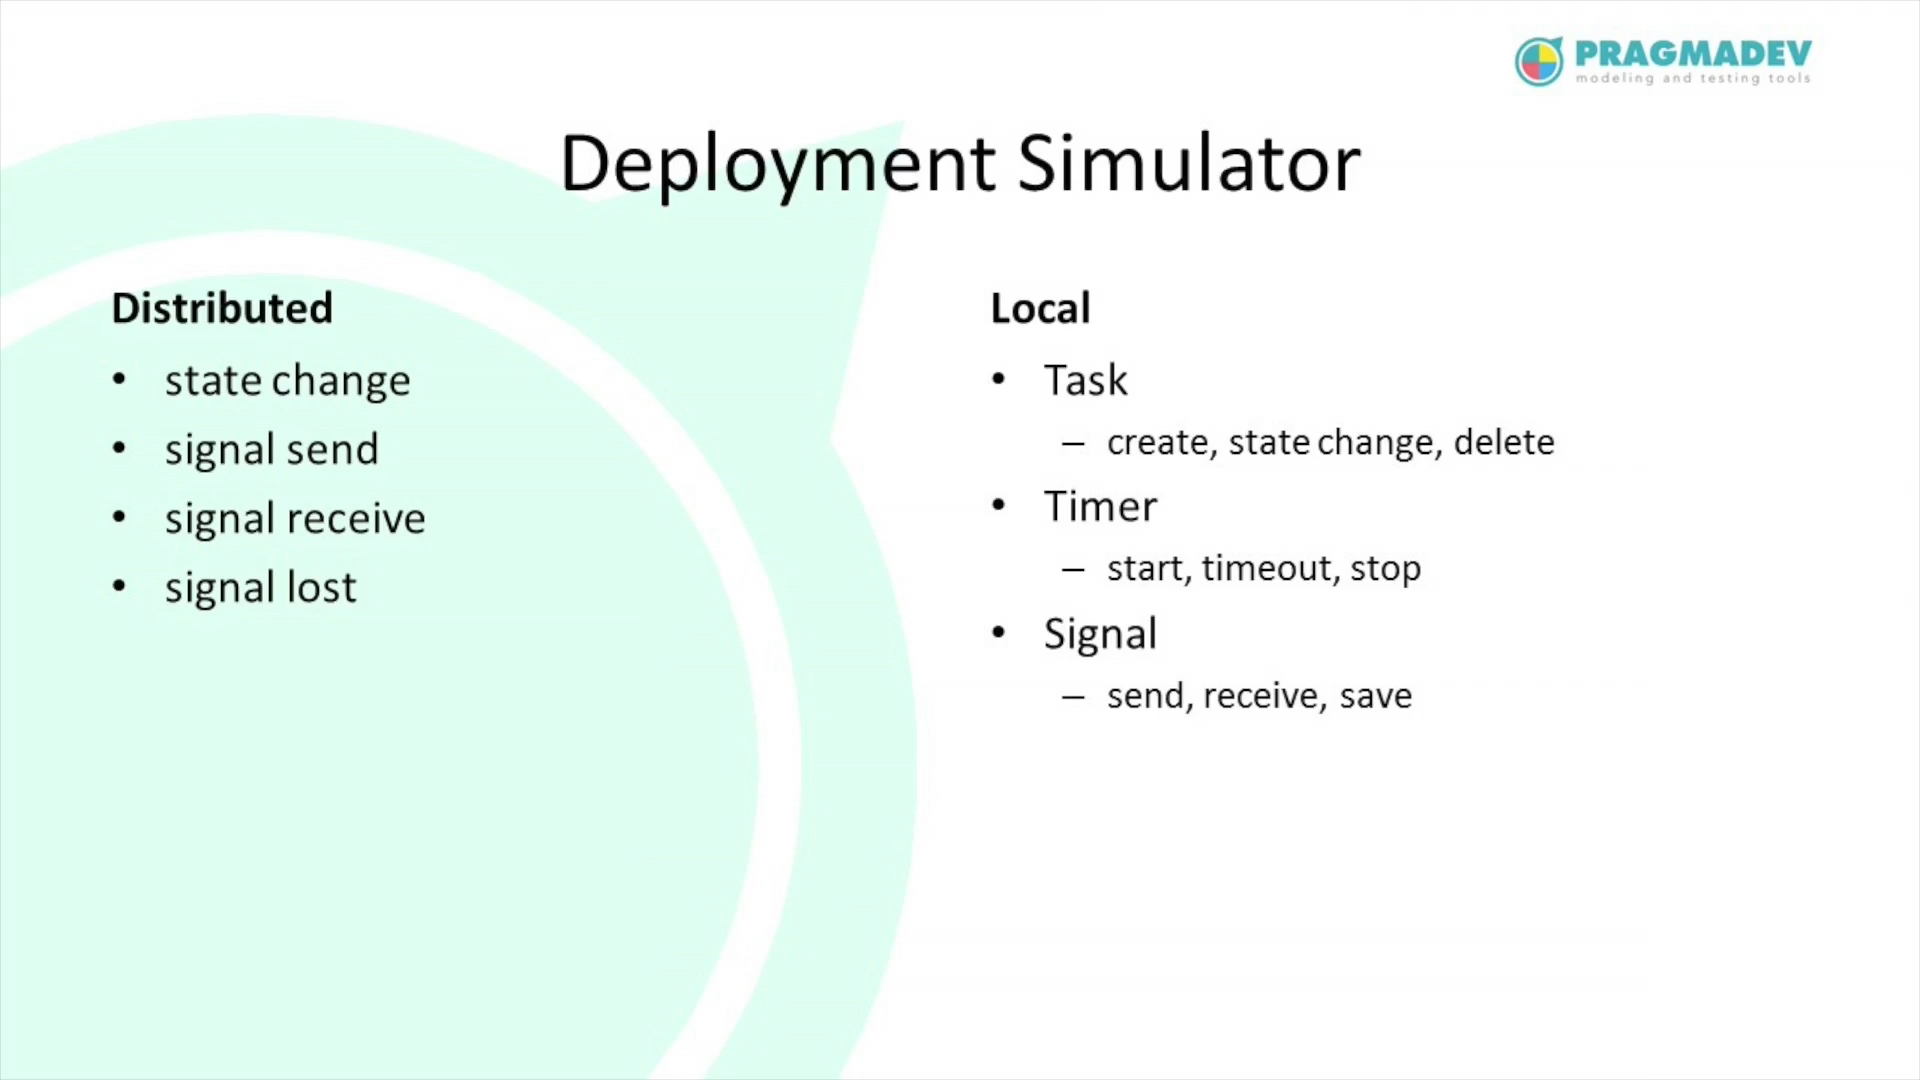 PRAGMADEV
modeling and testing tools
Deployment Simulator
Distributed
• state change
• signal send
• signal receive
• signal lost
Local
• Task
– create, state change, delete
• Timer
– start, timeout, stop
• Signal
– send, receive, save